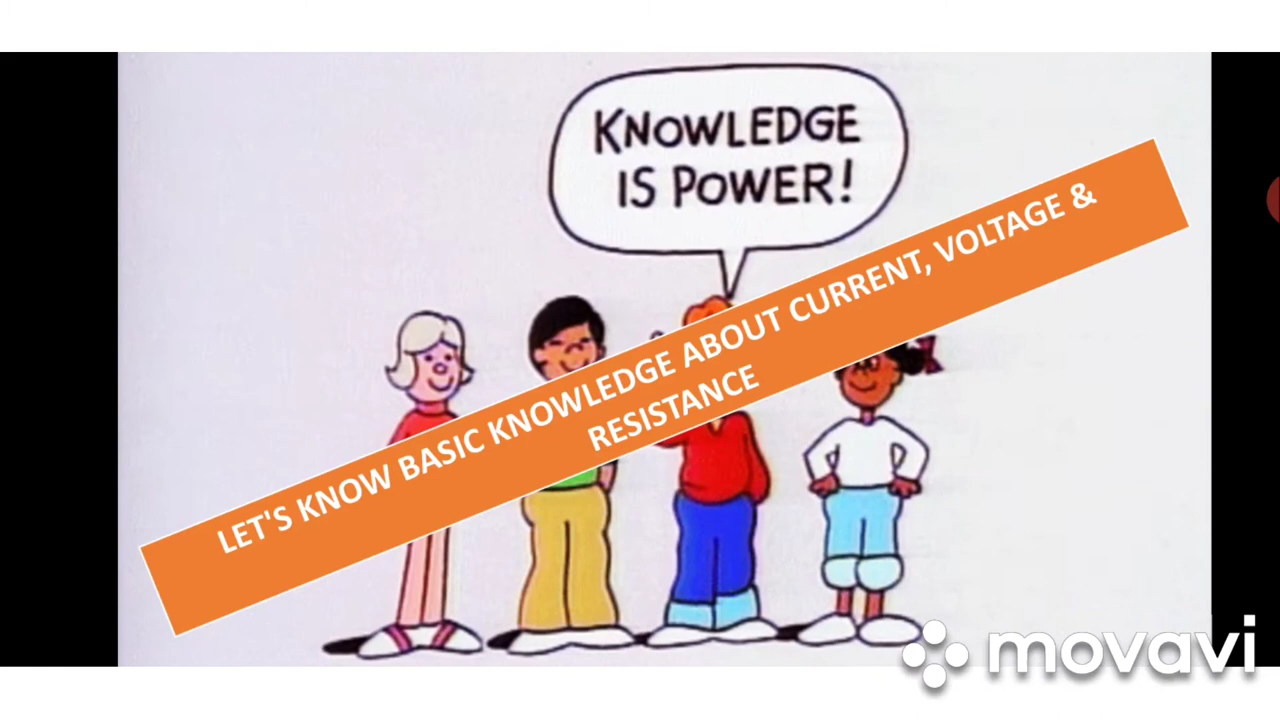 KNOWLEDGE
IS POWER!
LET'S KNOW BASIC KNOWLEDGE ABOUT CURRENT, VOLTAGE &
RESISTANCE
movavi